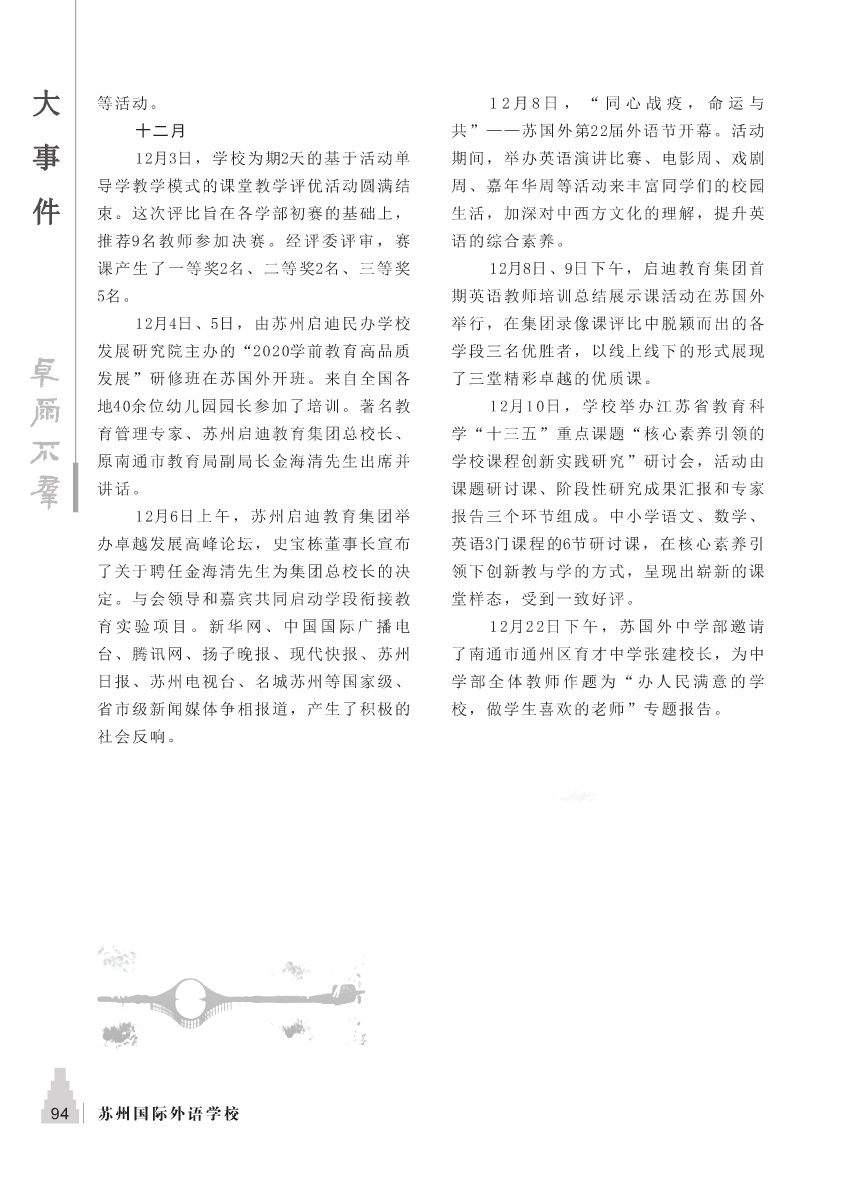 大事件
卓尔不群
等活动。
十二月
12月3日，学校为期2天的基于活动单
导学教学模式的课堂教学评优活动圆满结
束。这次评比旨在各学部初赛的基础上，
推荐9名教师参加决赛。经评委评审，赛
课产生了一等奖2名、二等奖2名、三等奖
5名。
12月4日、5日，由苏州启迪民办学校
发展研究院主办的“2020学前教育高品质
发展”研修班在苏国外开班。来自全国各
地40余位幼儿园园长参加了培训。著名教
育管理专家、苏州启迪教育集团总校长、
原南通市教育局副局长金海清先生出席并
讲话。
12月6日上午，苏州启迪教育集团举
办卓越发展高峰论坛，史宝栋董事长宣布
了关于聘任金海清先生为集团总校长的决
定。与会领导和嘉宾共同启动学段衔接教
育实验项目。新华网、中国国际广播电
台、腾讯网、扬子晚报、现代快报、苏州
日报、苏州电视台、名城苏州等国家级、
省市级新闻媒体争相报道，产生了积极的
社会反响。
12月8日，“同心战疫，命运与
共”——苏国外第22届外语节开幕。活动
期间，举办英语演讲比赛、电影周、戏剧
周、嘉年华周等活动来丰富同学们的校园
生活，加深对中西方文化的理解，提升英
语的综合素养。
12月8日、9日下午，启迪教育集团首
期英语教师培训总结展示课活动在苏国外
举行，在集团录像课评比中脱颖而出的各
学段三名优胜者，以线上线下的形式展现
了三堂精彩卓越的优质课。
12月10日，学校举办江苏省教育科
学“十三五”重点课题“核心素养引领的
学校课程创新实践研究”研讨会，活动由
课题研讨课、阶段性研究成果汇报和专家
报告三个环节组成。中小学语文、数学、
英语3门课程的6节研讨课，在核心素养引
领下创新教与学的方式，呈现出崭新的课
堂样态，受到一致好评。
12月22日下午，苏国外中学部邀请
了南通市通州区育才中学张建校长，为中
学部全体教师作题为“办人民满意的学
校，做学生喜欢的老师”专题报告。
94 苏州国际外语学校